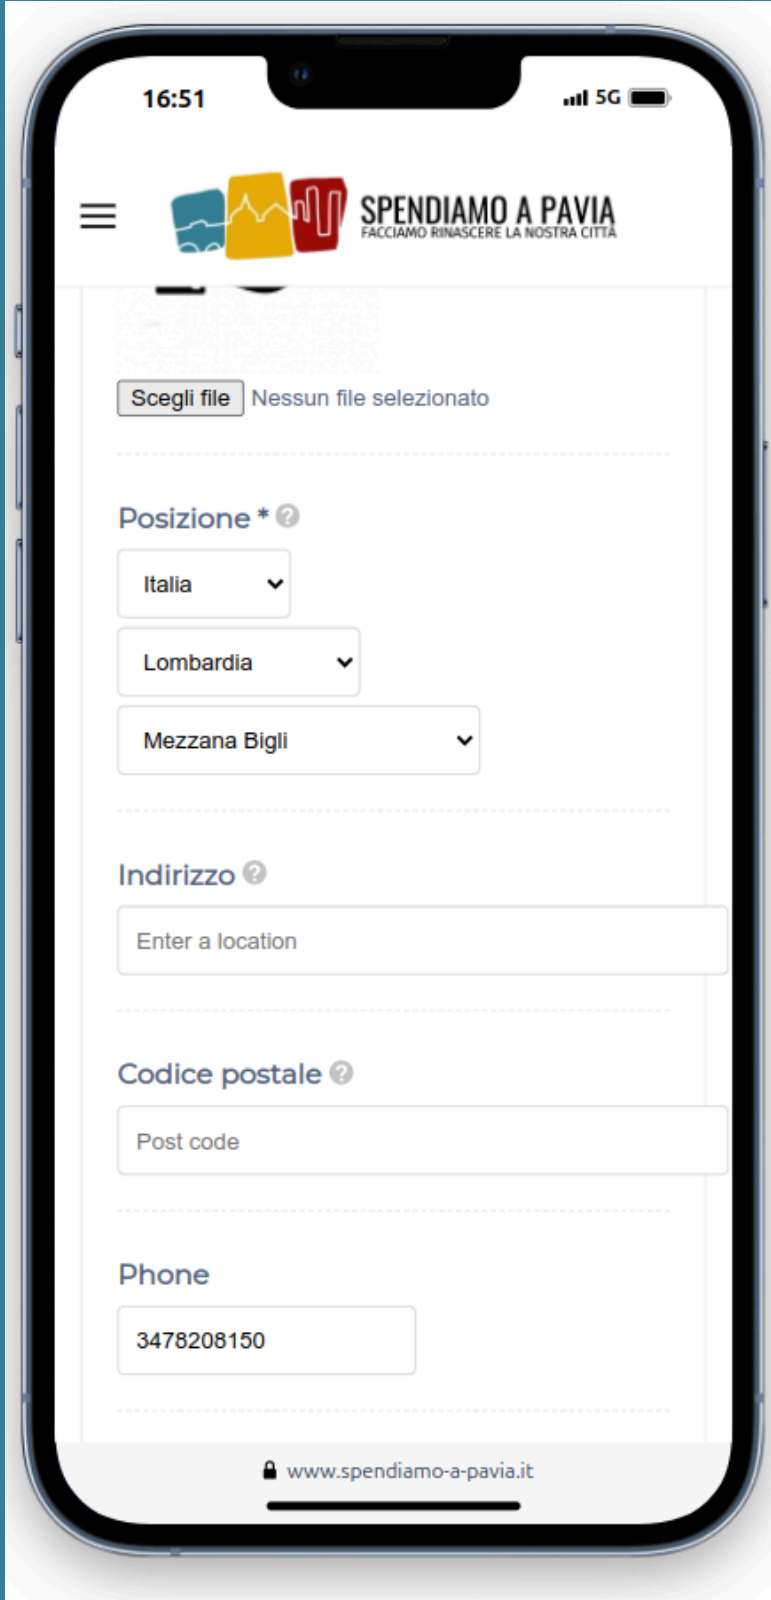 16:51
5G
SPENDIAMO A PAVIA
FACCIAMO RINASCERE LA NOSTRA CITTÀ
Scegli file Nessun file selezionato
Posizione * ?
Italia
Lombardia
Mezzana Bigli
Indirizzo ?
Enter a location
Codice postale ?
Post code
Phone
3478208150
www.spendiamo-a-pavia.it